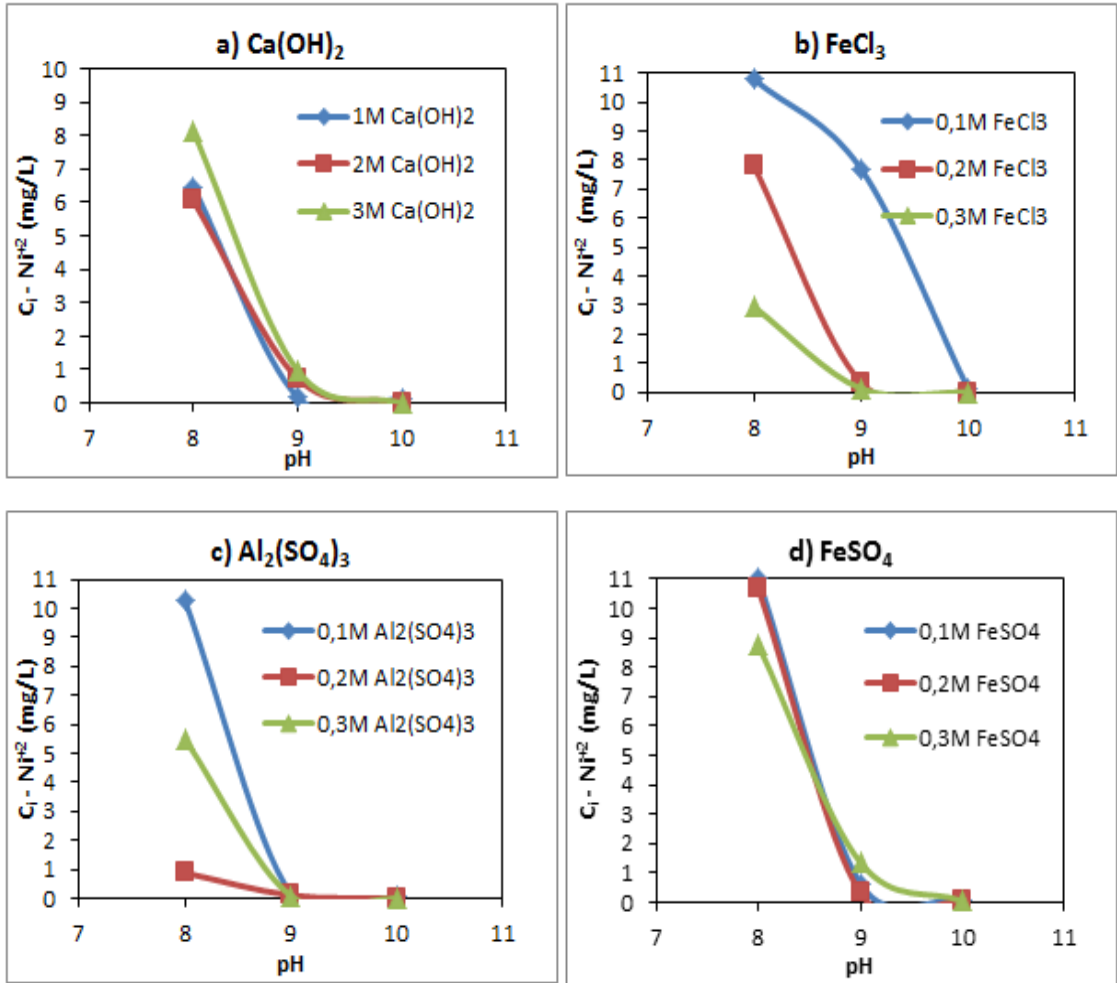 a) Ca(OH)₂
10
9
8
7
6
5
4
3
2
1
0
Cᵢ - Ni⁺² (mg/L)
1M Ca(OH)2
2M Ca(OH)2
3M Ca(OH)2
7 8 9 10 11
pH
b) FeCl₃
11
10
9
8
7
6
5
4
3
2
1
0
Cᵢ - Ni⁺² (mg/L)
0,1M FeCl3
0,2M FeCl3
0,3M FeCl3
7 8 9 10 11
pH
c) Al₂(SO₄)₃
11
10
9
8
7
6
5
4
3
2
1
0
Cᵢ - Ni⁺² (mg/L)
0,1M Al2(SO4)3
0,2M Al2(SO4)3
0,3M Al2(SO4)3
7 8 9 10 11
pH
d) FeSO₄
11
10
9
8
7
6
5
4
3
2
1
0
Cᵢ - Ni⁺² (mg/L)
0,1M FeSO4
0,2M FeSO4
0,3M FeSO4
7 8 9 10 11
pH